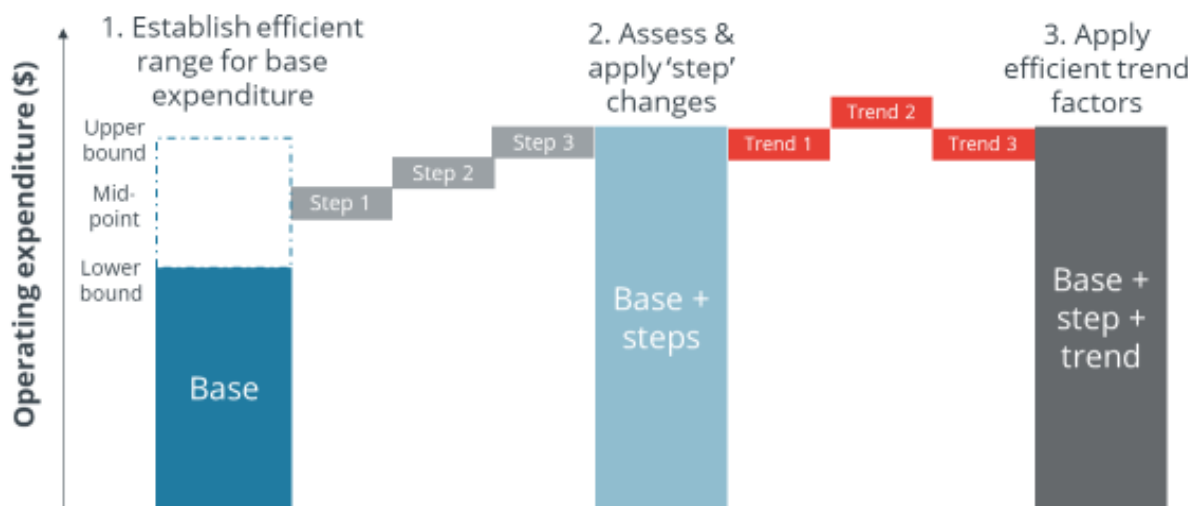 1. Establish efficient
range for base
expenditure
2. Assess &
apply ‘step’
changes
3. Apply
efficient trend
factors
Operating expenditure ($)
Upper
bound
Mid-
point
Lower
bound
Base
Step 1
Step 2
Step 3
Base +
steps
Trend 1
Trend 2
Trend 3
Base +
step +
trend